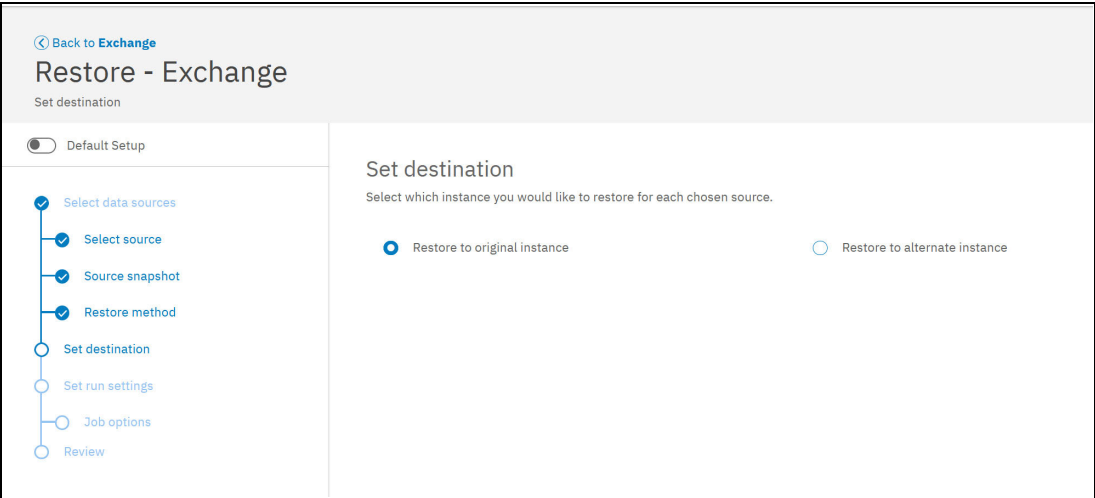 Back to Exchange
Restore - Exchange
Set destination
Default Setup
Select data sources
Select source
Source snapshot
Restore method
Set destination
Set run settings
Job options
Review
Set destination
Select which instance you would like to restore for each chosen source.
Restore to original instance
Restore to alternate instance